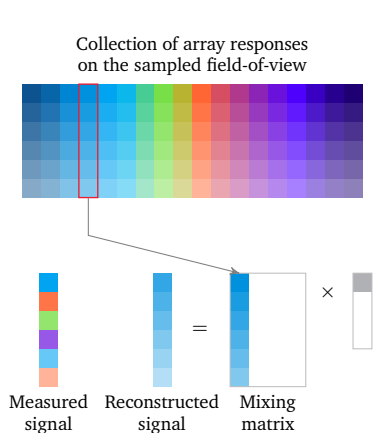 Collection of array responses
on the sampled field-of-view
×
=
Measured
signal
Reconstructed
signal
Mixing
matrix